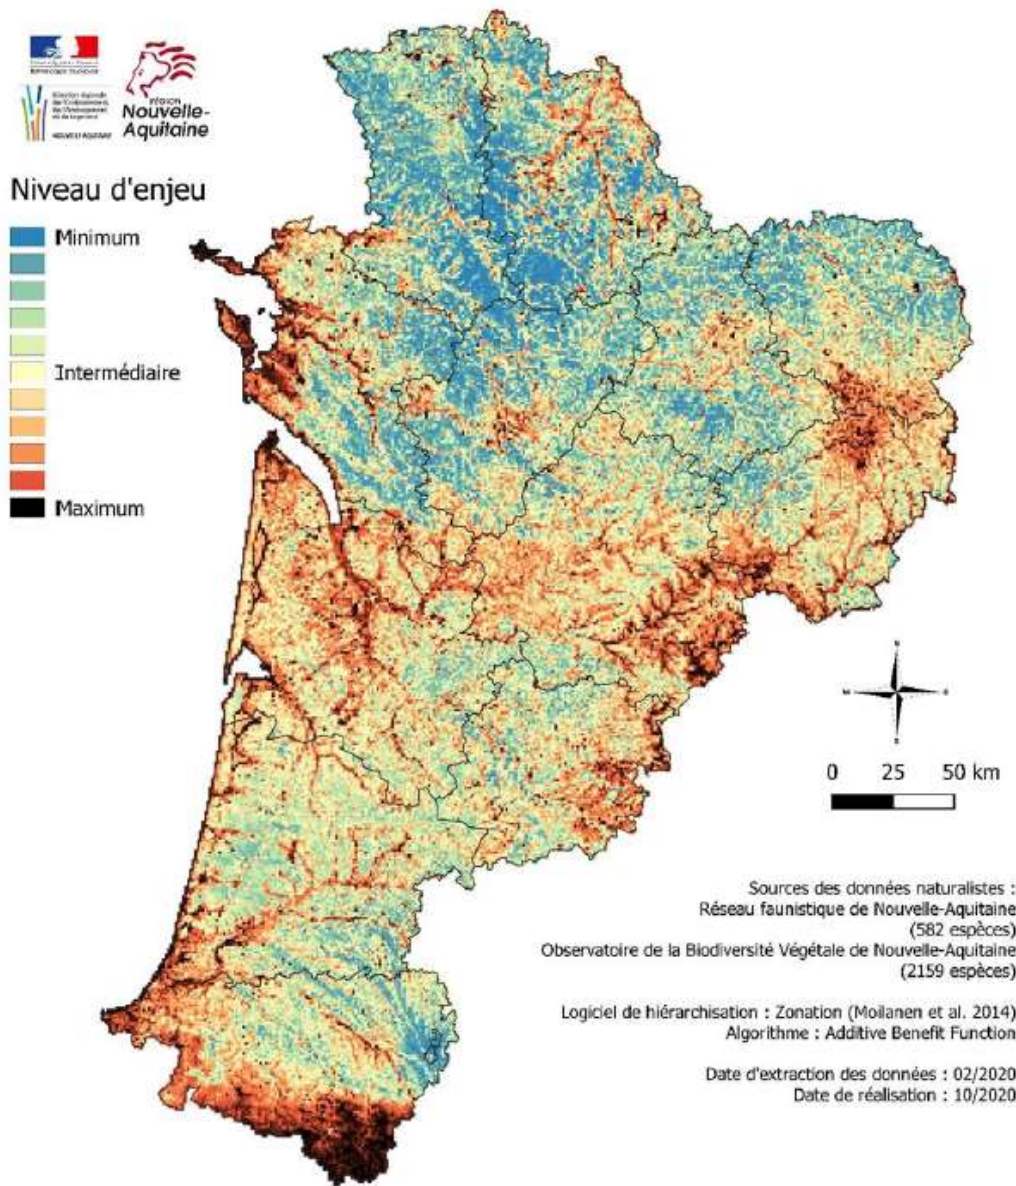 RÉGION
Nouvelle-
Aquitaine
Niveau d'enjeu
Minimum
Intermédiaire
Maximum
N
E
S
0 25 50 km
Sources des données naturalistes :
Réseau faunistique de Nouvelle-Aquitaine
(582 espèces)
Observatoire de la Biodiversité Végétale de Nouvelle-Aquitaine
(2159 espèces)
Logiciel de hiérarchisation : Zonation (Moilanen et al. 2014)
Algorithme : Additive Benefit Function
Date d'extraction des données : 02/2020
Date de réalisation : 10/2020